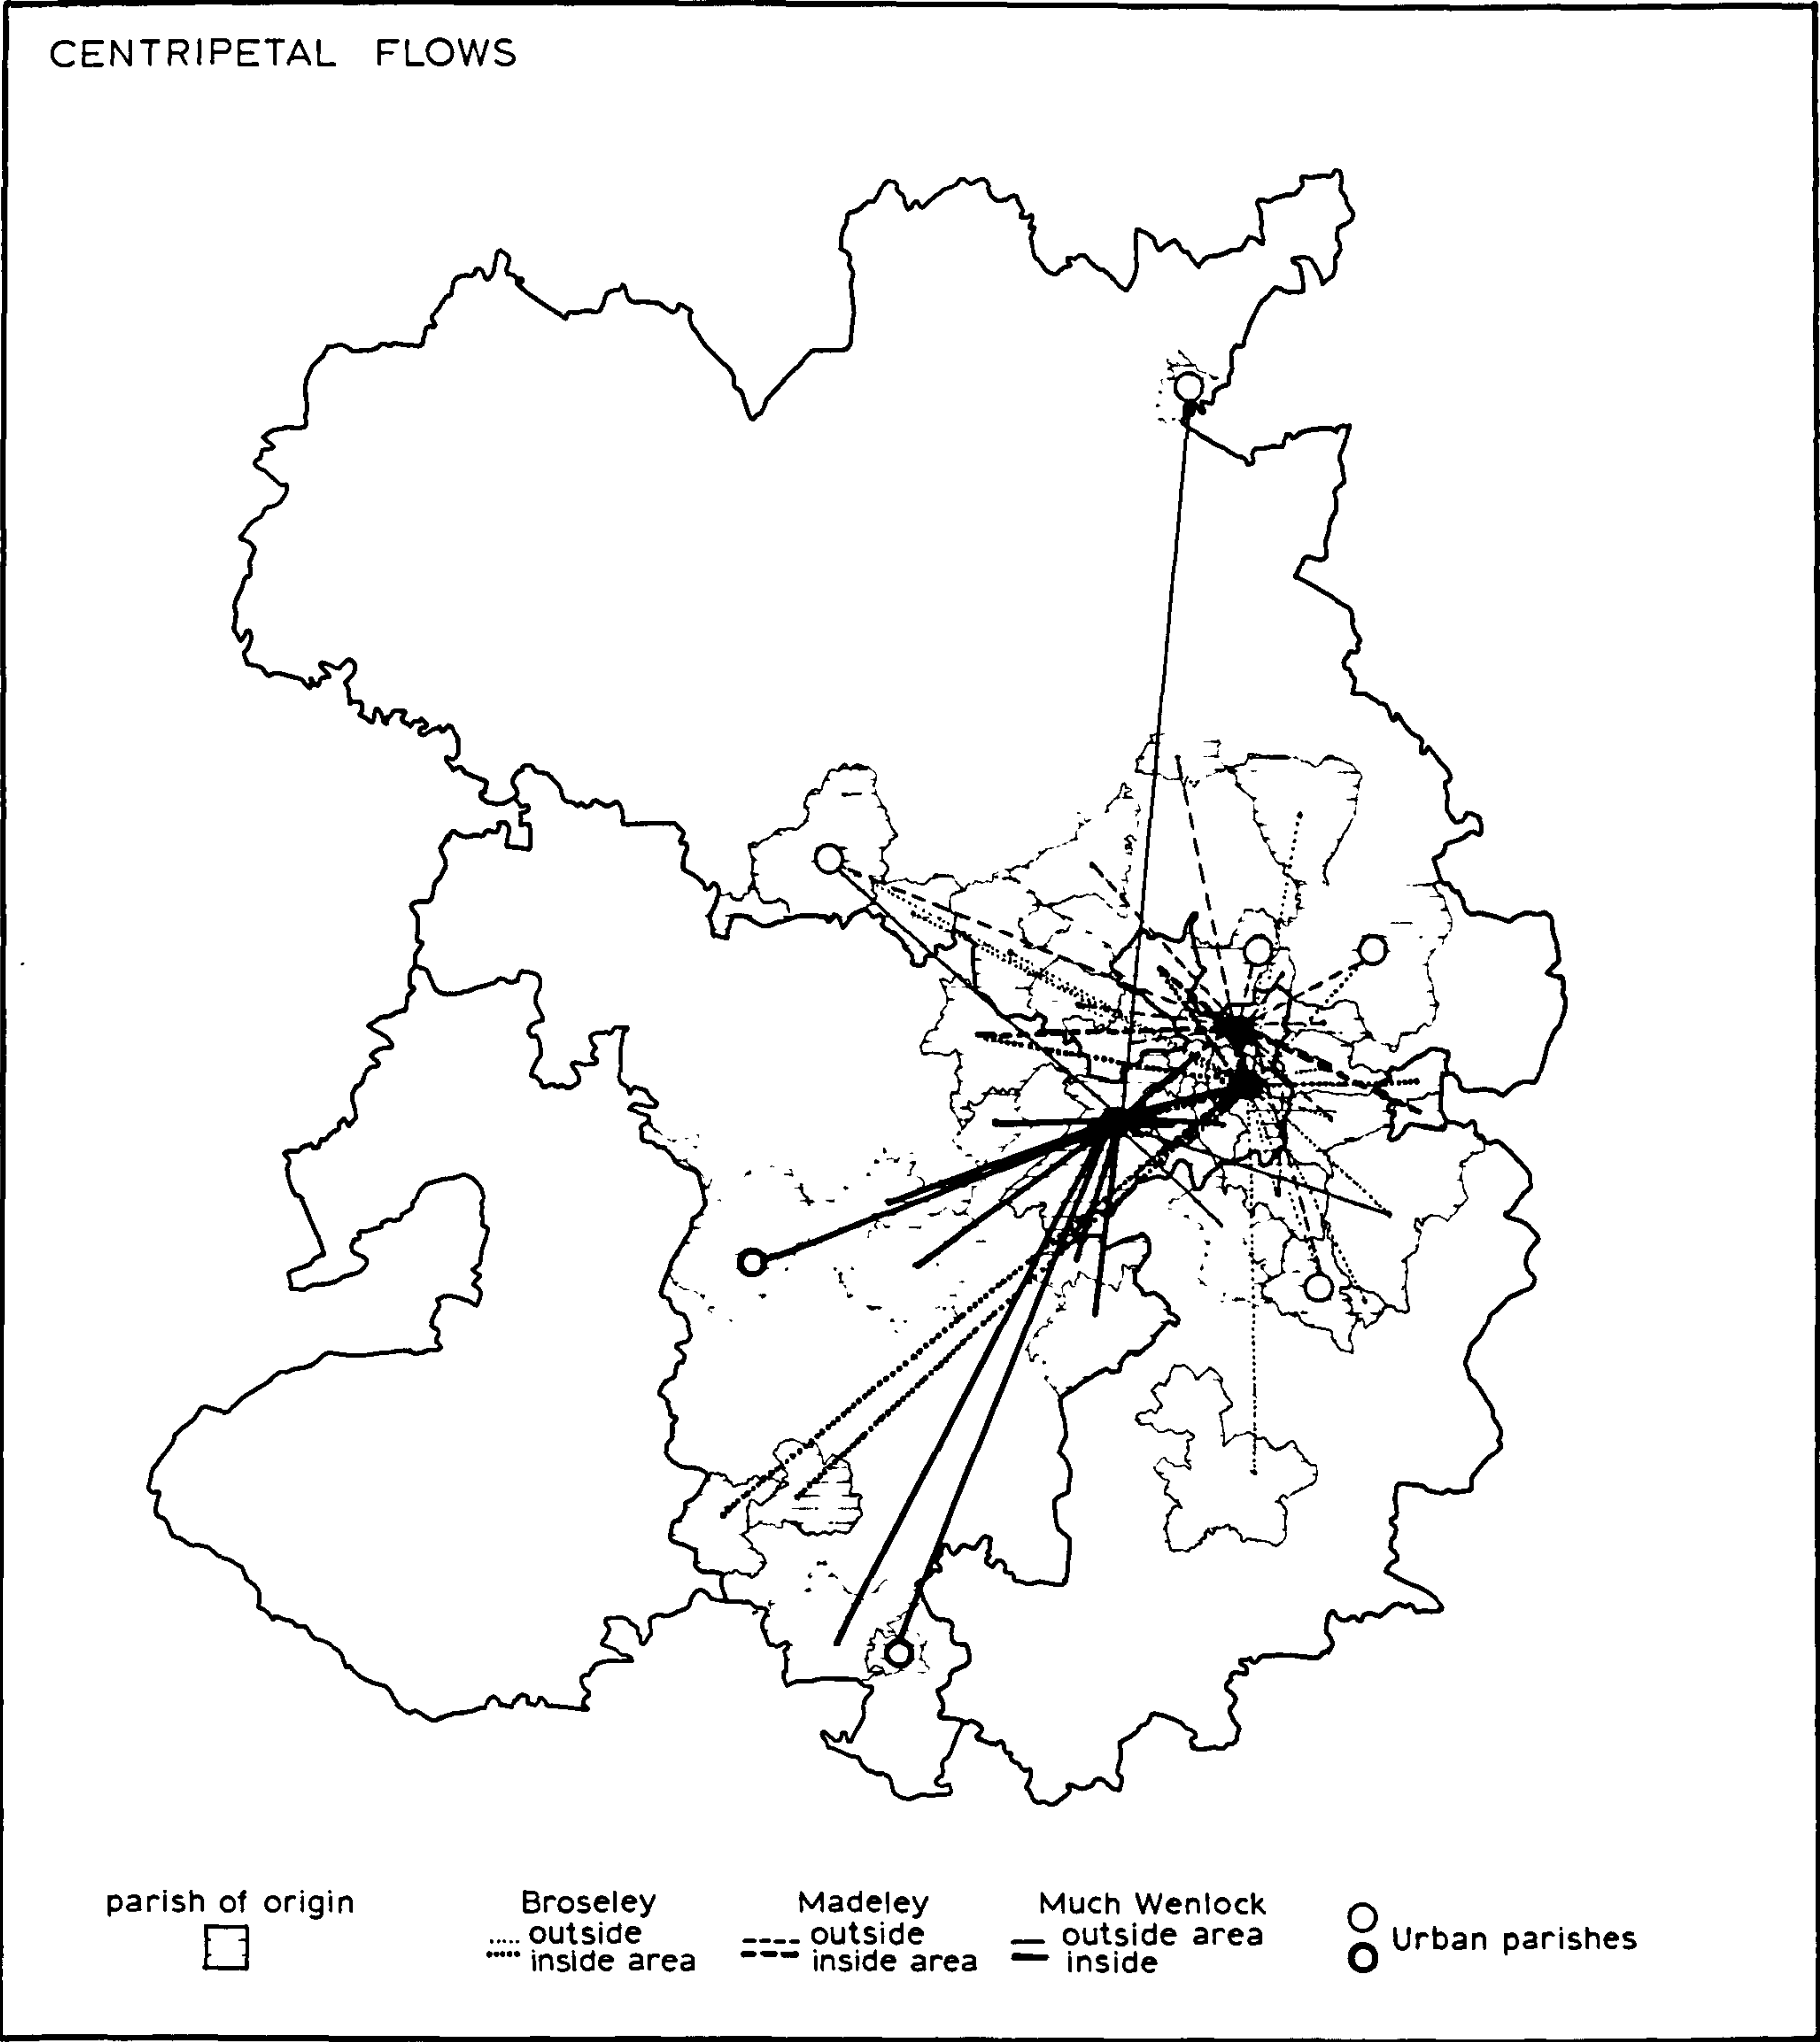 CENTRIPETAL FLOWS
parish of origin
Broseley
outside
inside area
Madeley
outside
inside area
Much Wenlock
outside area
inside
Urban parishes